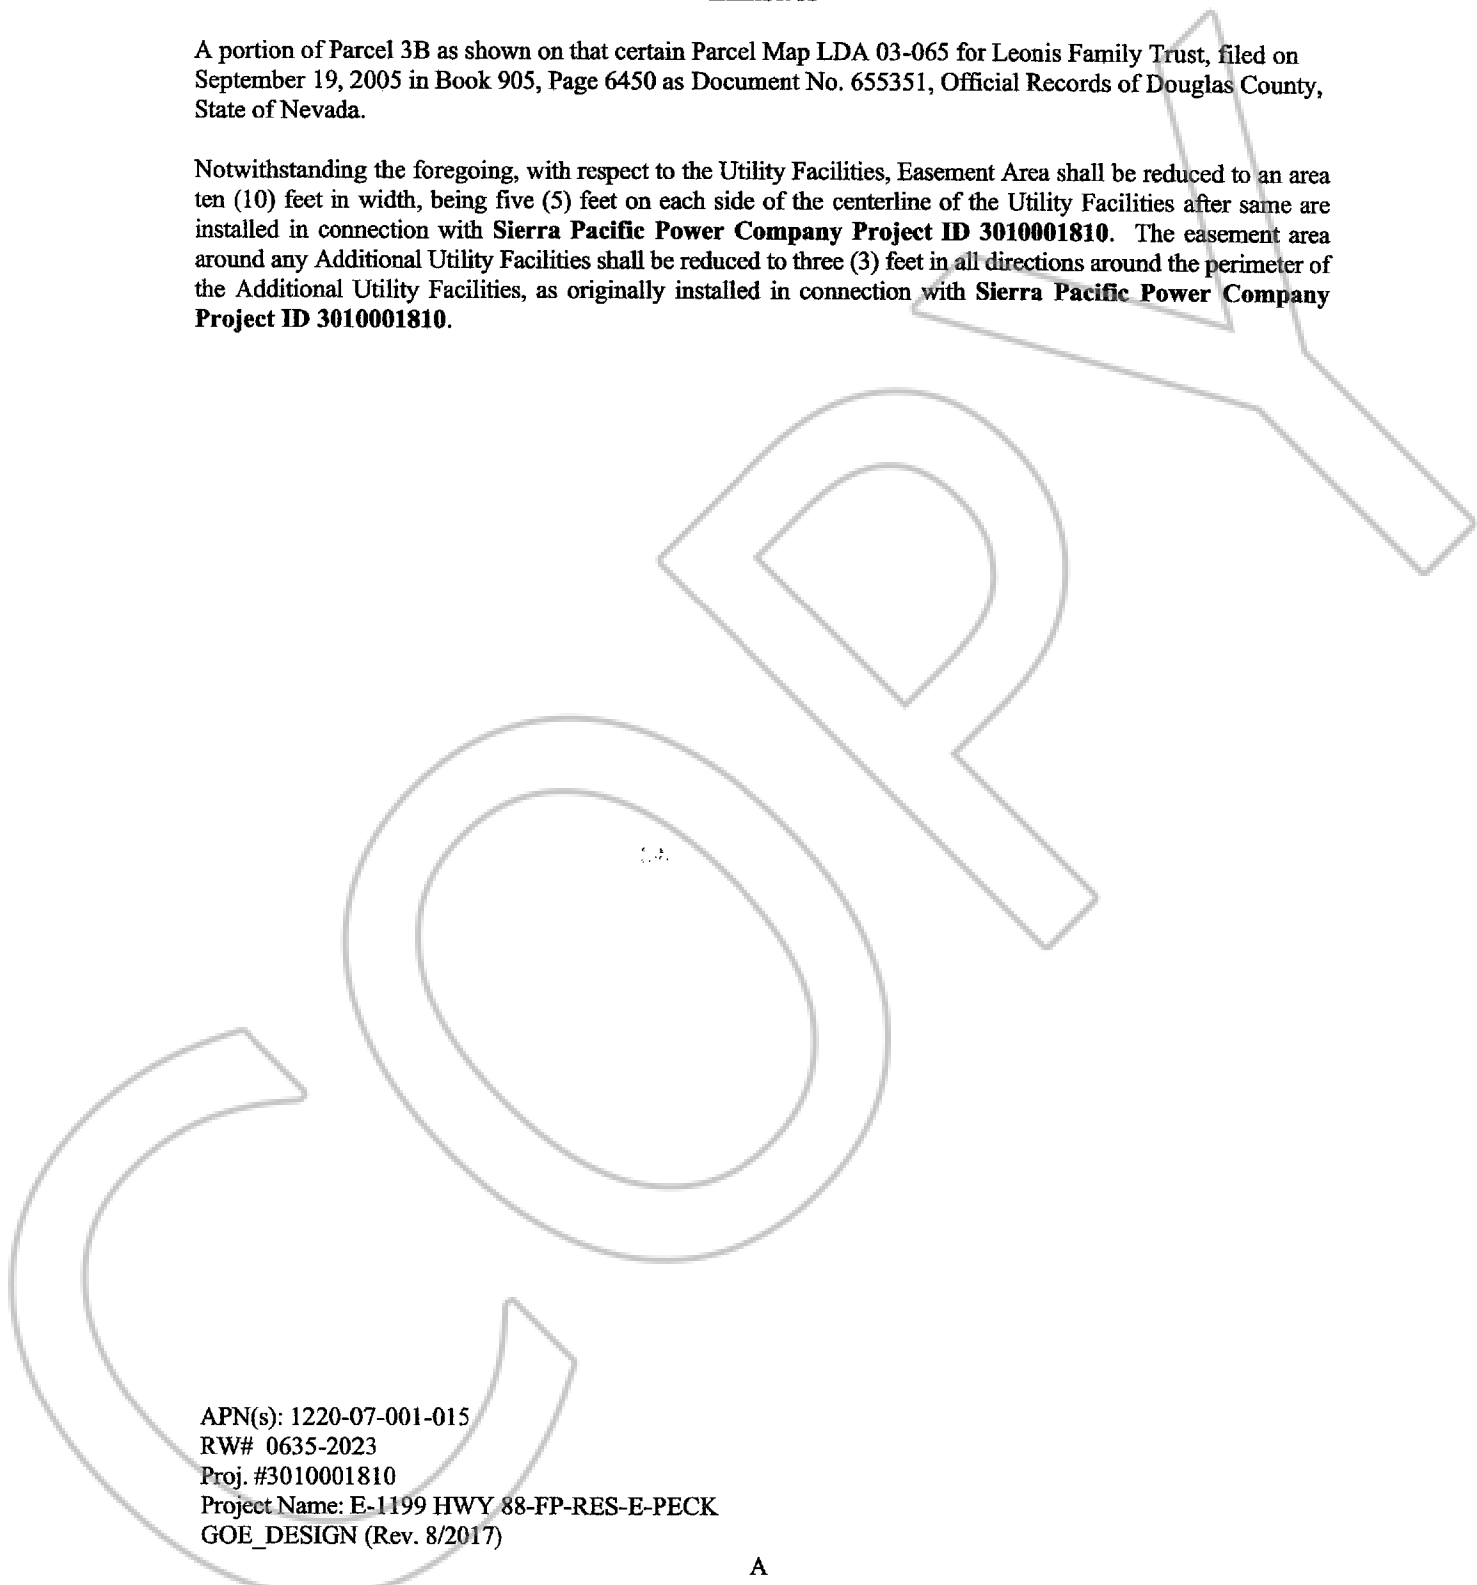 A portion of Parcel 3B as shown on that certain Parcel Map LDA 03-065 for Leonis Family Trust, filed on
September 19, 2005 in Book 905, Page 6450 as Document No. 655351, Official Records of Douglas County,
State of Nevada.
Notwithstanding the foregoing, with respect to the Utility Facilities, Easement Area shall be reduced to an area
ten (10) feet in width, being five (5) feet on each side of the centerline of the Utility Facilities after same are
installed in connection with Sierra Pacific Power Company Project ID 3010001810. The easement area
around any Additional Utility Facilities shall be reduced to three (3) feet in all directions around the perimeter of
the Additional Utility Facilities, as originally installed in connection with Sierra Pacific Power Company
Project ID 3010001810.
COPY
APN(s): 1220-07-001-015
RW# 0635-2023
Proj. #3010001810
Project Name: E-1199 HWY 88-FP-RES-E-PECK
GOE_DESIGN (Rev. 8/2017)
A